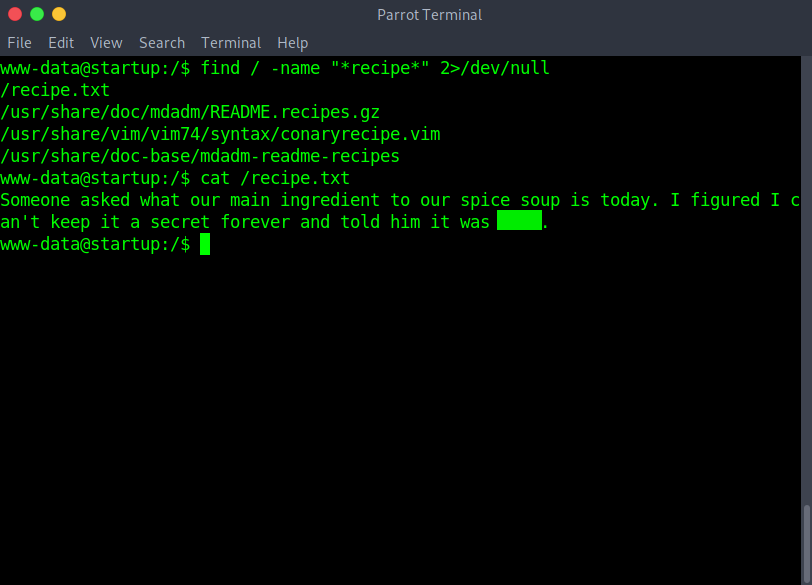 Parrot Terminal
File Edit View Search Terminal Help
www-data@startup:/$ find / -name "*recipe*" 2>/dev/null
/recipe.txt
/usr/share/doc/mdadm/README.recipes.gz
/usr/share/vim/vim74/syntax/conaryrecipe.vim
/usr/share/doc-base/mdadm-readme-recipes
www-data@startup:/$ cat /recipe.txt
Someone asked what our main ingredient to our spice soup is today. I figured I c
an't keep it a secret forever and told him it was .
www-data@startup:/$